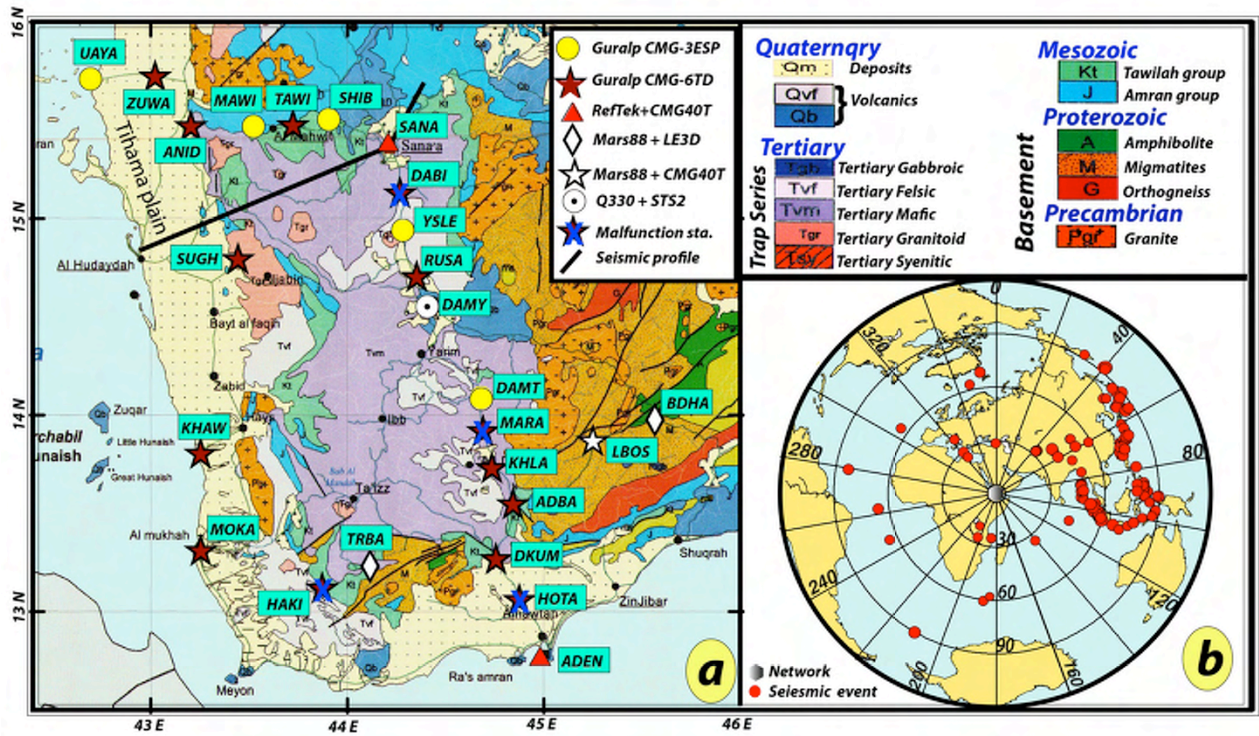 16 N
15N
14 N
13N
43 E
44 E
45 E
46 E
UAYA
ZUWA
MAWI
TAWI
SHIB
ANID
SANA
Sana'a
DABI
YSLE
Tihama plain
Al Hudaydah
SUGH
RUSA
DAMY
Bayt al faqih
Yarim
Zabid
DAMT
Zuqar
Ibb
MARA
BDHA
KHAW
Little Hunaish
Great Hunaish
KHLA
LBOS
Ta'izz
ADBA
MOKA
Al mukhah
TRBA
DKUM
Shuqrah
HAKI
HOTA
ZinJibar
ADEN
Ra's amran
Meyon
a
Guralp CMG-3ESP
Guralp CMG-6TD
RefTek+CMG40T
Mars88 + LE3D
Mars88 + CMG40T
Q330 + STS2
Malfunction sta.
Seismic profile
Quaternqry
Qm Deposits
Qvf
Qb
Volcanics
Tertiary
Trap Series
Tgb Tertiary Gabbroic
Tvf Tertiary Felsic
Tvm Tertiary Mafic
Tgr Tertiary Granitoid
Tsy Tertiary Syenitic
Mesozoic
Kt Tawilah group
J Amran group
Proterozoic
Basement
A Amphibolite
M Migmatites
G Orthogneiss
Precambrian
Pgr Granite
0
40
80
120
160
200
240
280
320
30
60
90
Network
Seiesmic event
b